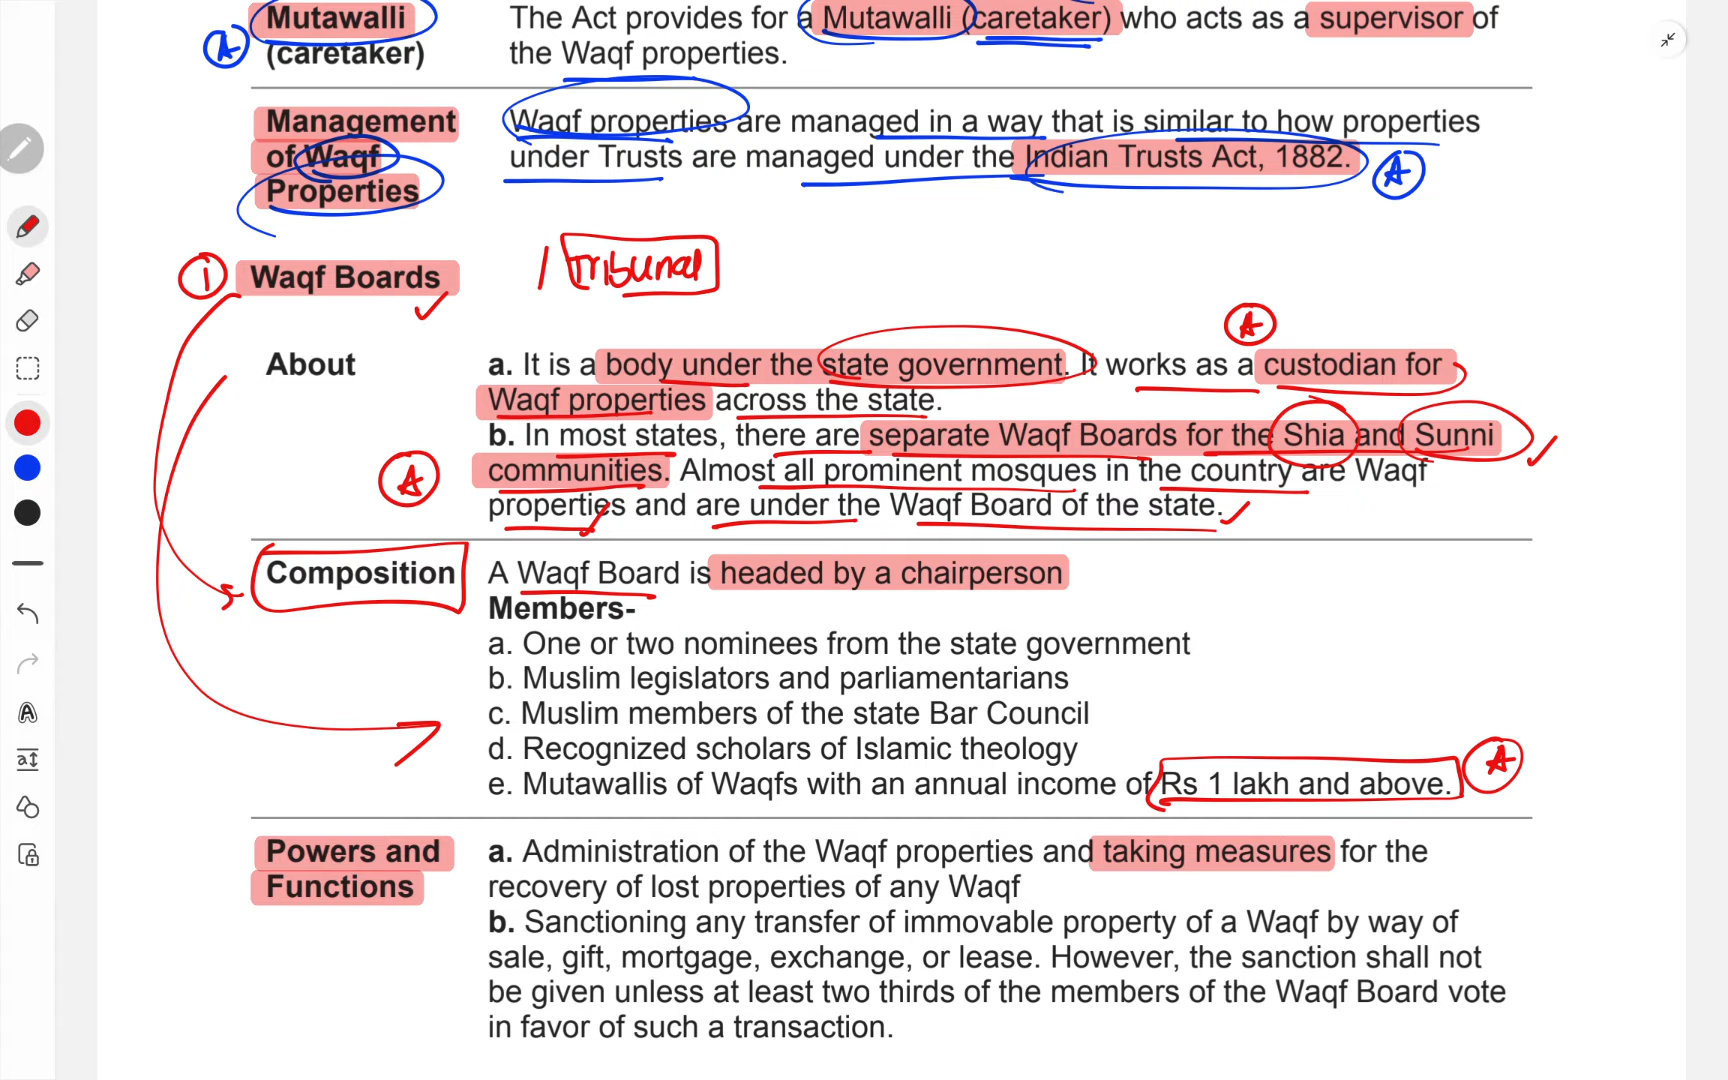 Mutawalli The Act provides for a Mutawalli (caretaker) who acts as a supervisor of
(caretaker) the Waqf properties.
Management Waqf properties are managed in a way that is similar to how properties
of Waqf under Trusts are managed under the Indian Trusts Act, 1882.
Properties
1 Waqf Boards / Tribunal
About a. It is a body under the state government. It works as a custodian for
Waqf properties across the state.
b. In most states, there are separate Waqf Boards for the Shia and Sunni
communities. Almost all prominent mosques in the country are Waqf
properties and are under the Waqf Board of the state.
Composition A Waqf Board is headed by a chairperson
Members-
a. One or two nominees from the state government
b. Muslim legislators and parliamentarians
c. Muslim members of the state Bar Council
d. Recognized scholars of Islamic theology
e. Mutawallis of Waqfs with an annual income of Rs 1 lakh and above.
Powers and a. Administration of the Waqf properties and taking measures for the
Functions recovery of lost properties of any Waqf
b. Sanctioning any transfer of immovable property of a Waqf by way of
sale, gift, mortgage, exchange, or lease. However, the sanction shall not
be given unless at least two thirds of the members of the Waqf Board vote
in favor of such a transaction.